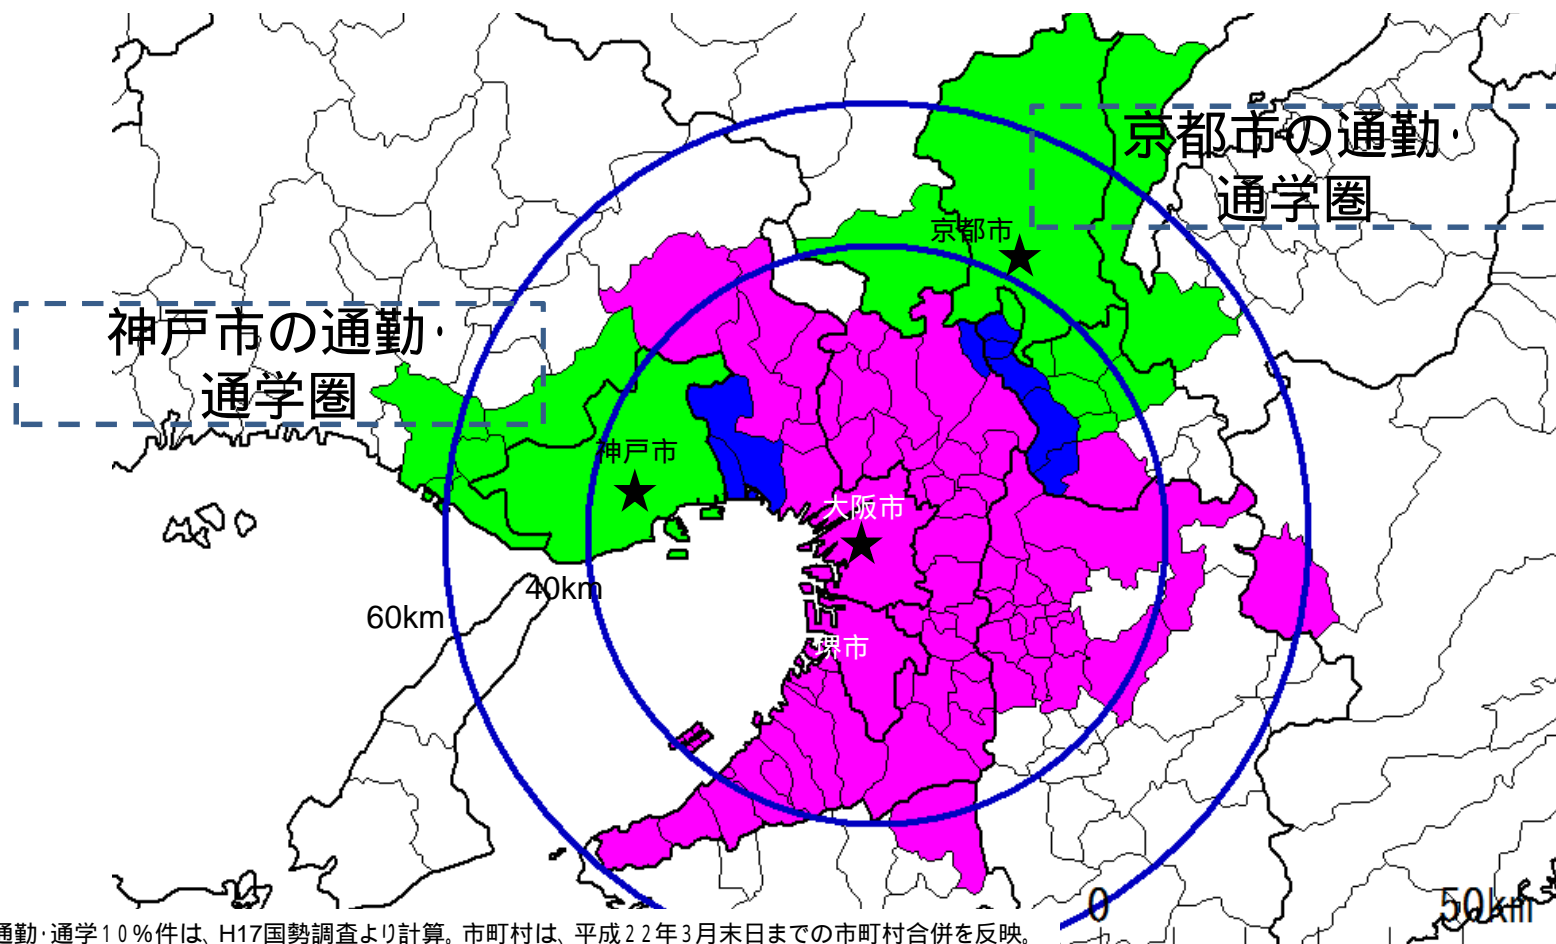 京都市の通勤・
通学圏
京都市
神戸市の通勤・
通学圏
神戸市
大阪市
40km
60km
堺市
0
50km
通勤・通学10%件は、H17国勢調査より計算。市町村は、平成22年3月末日までの市町村合併を反映。